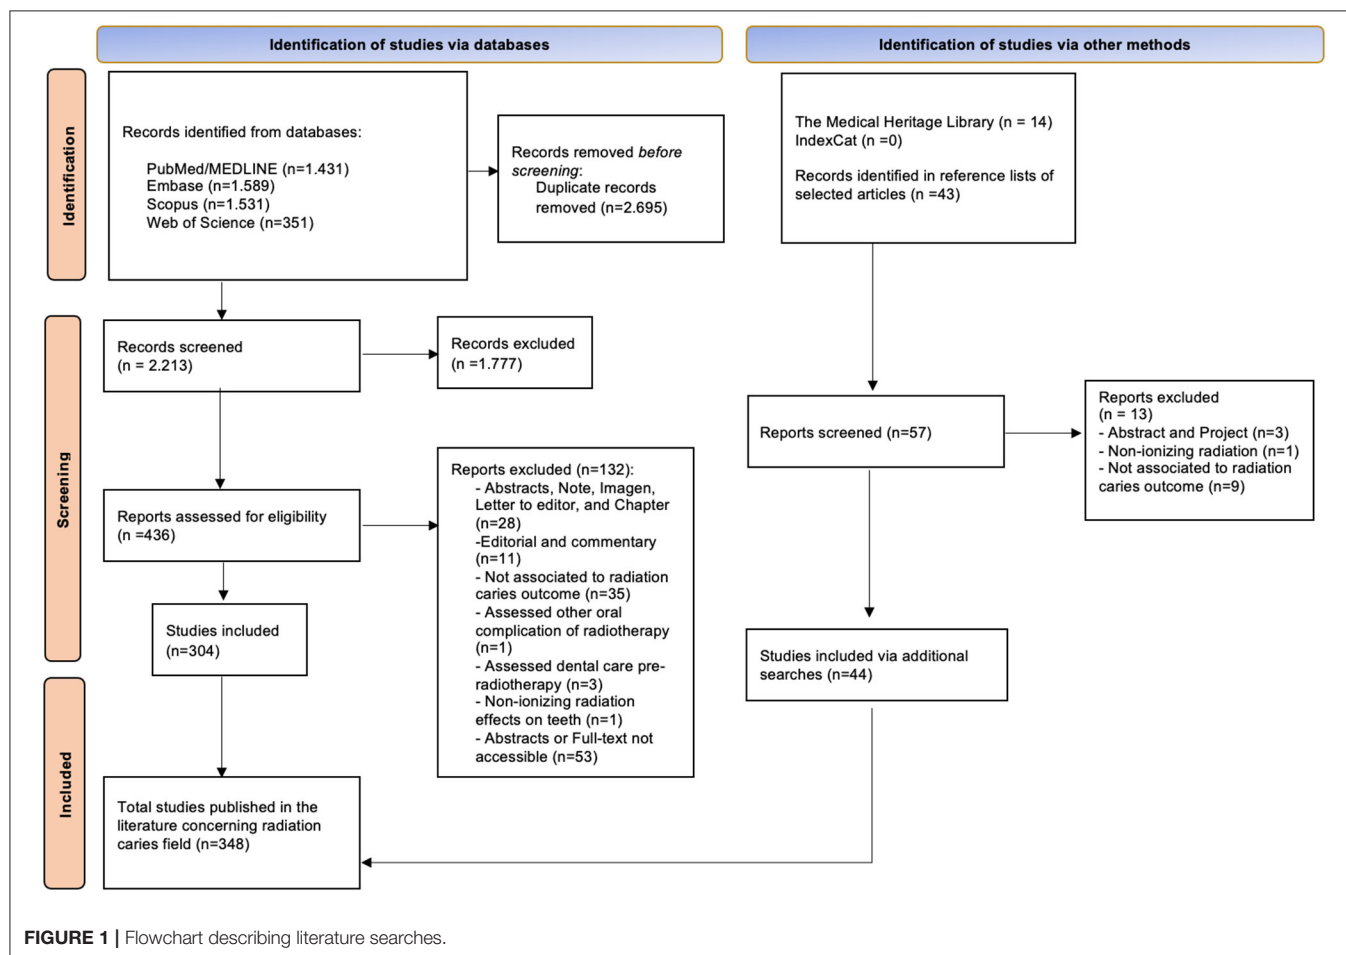 Identification of studies via databases
Identification of studies via other methods
Identification
Records identified from databases:
PubMed/MEDLINE (n=1.431)
Embase (n=1.589)
Scopus (n=1.531)
Web of Science (n=351)
Records removed before
screening:
Duplicate records
removed (n=2.695)
The Medical Heritage Library (n = 14)
IndexCat (n =0)
Records identified in reference lists of
selected articles (n =43)
Screening
Records screened
(n = 2.213)
Records excluded
(n =1.777)
Reports screened (n=57)
Reports excluded
(n = 13)
- Abstract and Project (n=3)
- Non-ionizing radiation (n=1)
- Not associated to radiation
caries outcome (n=9)
Reports assessed for eligibility
(n =436)
Reports excluded (n=132):
- Abstracts, Note, Imagen,
Letter to editor, and Chapter
(n=28)
-Editorial and commentary
(n=11)
- Not associated to radiation
caries outcome (n=35)
- Assessed other oral
complication of radiotherapy
(n=1)
- Assessed dental care pre-
radiotherapy (n=3)
- Non-ionizing radiation
effects on teeth (n=1)
- Abstracts or Full-text not
accessible (n=53)
Studies included
(n=304)
Studies included via additional
searches (n=44)
Included
Total studies published in the
literature concerning radiation
caries field (n=348)
FIGURE 1 | Flowchart describing literature searches.